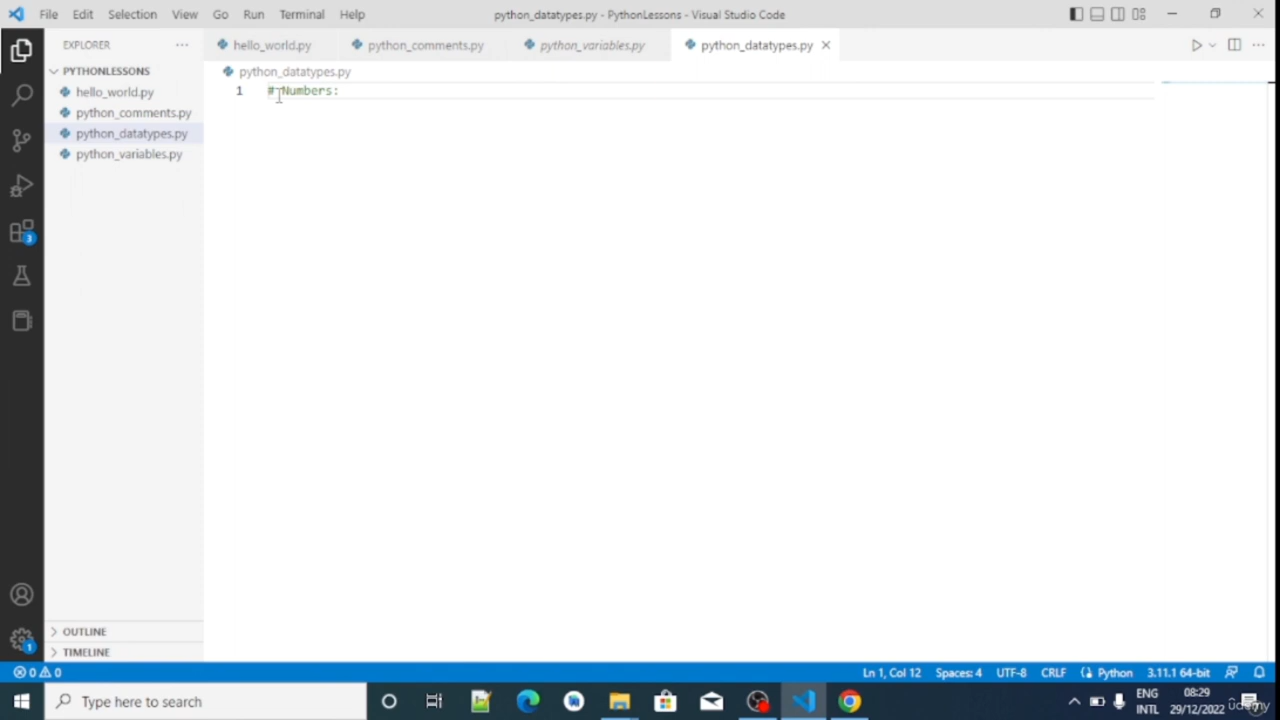 File Edit Selection View Go Run Terminal Help
python_datatypes.py - PythonLessons - Visual Studio Code
EXPLORER
hello_world.py
python_comments.py
python_variables.py
python_datatypes.py
PYTHONLESSONS
python_datatypes.py
hello_world.py
1 # Numbers:
python_comments.py
python_datatypes.py
python_variables.py
3
OUTLINE
1
TIMELINE
0 0
Ln 1, Col 12 Spaces: 4 UTF-8 CRLF Python 3.11.1 64-bit
Type here to search
ENG
INTL
08:29
29/12/2022
udemy